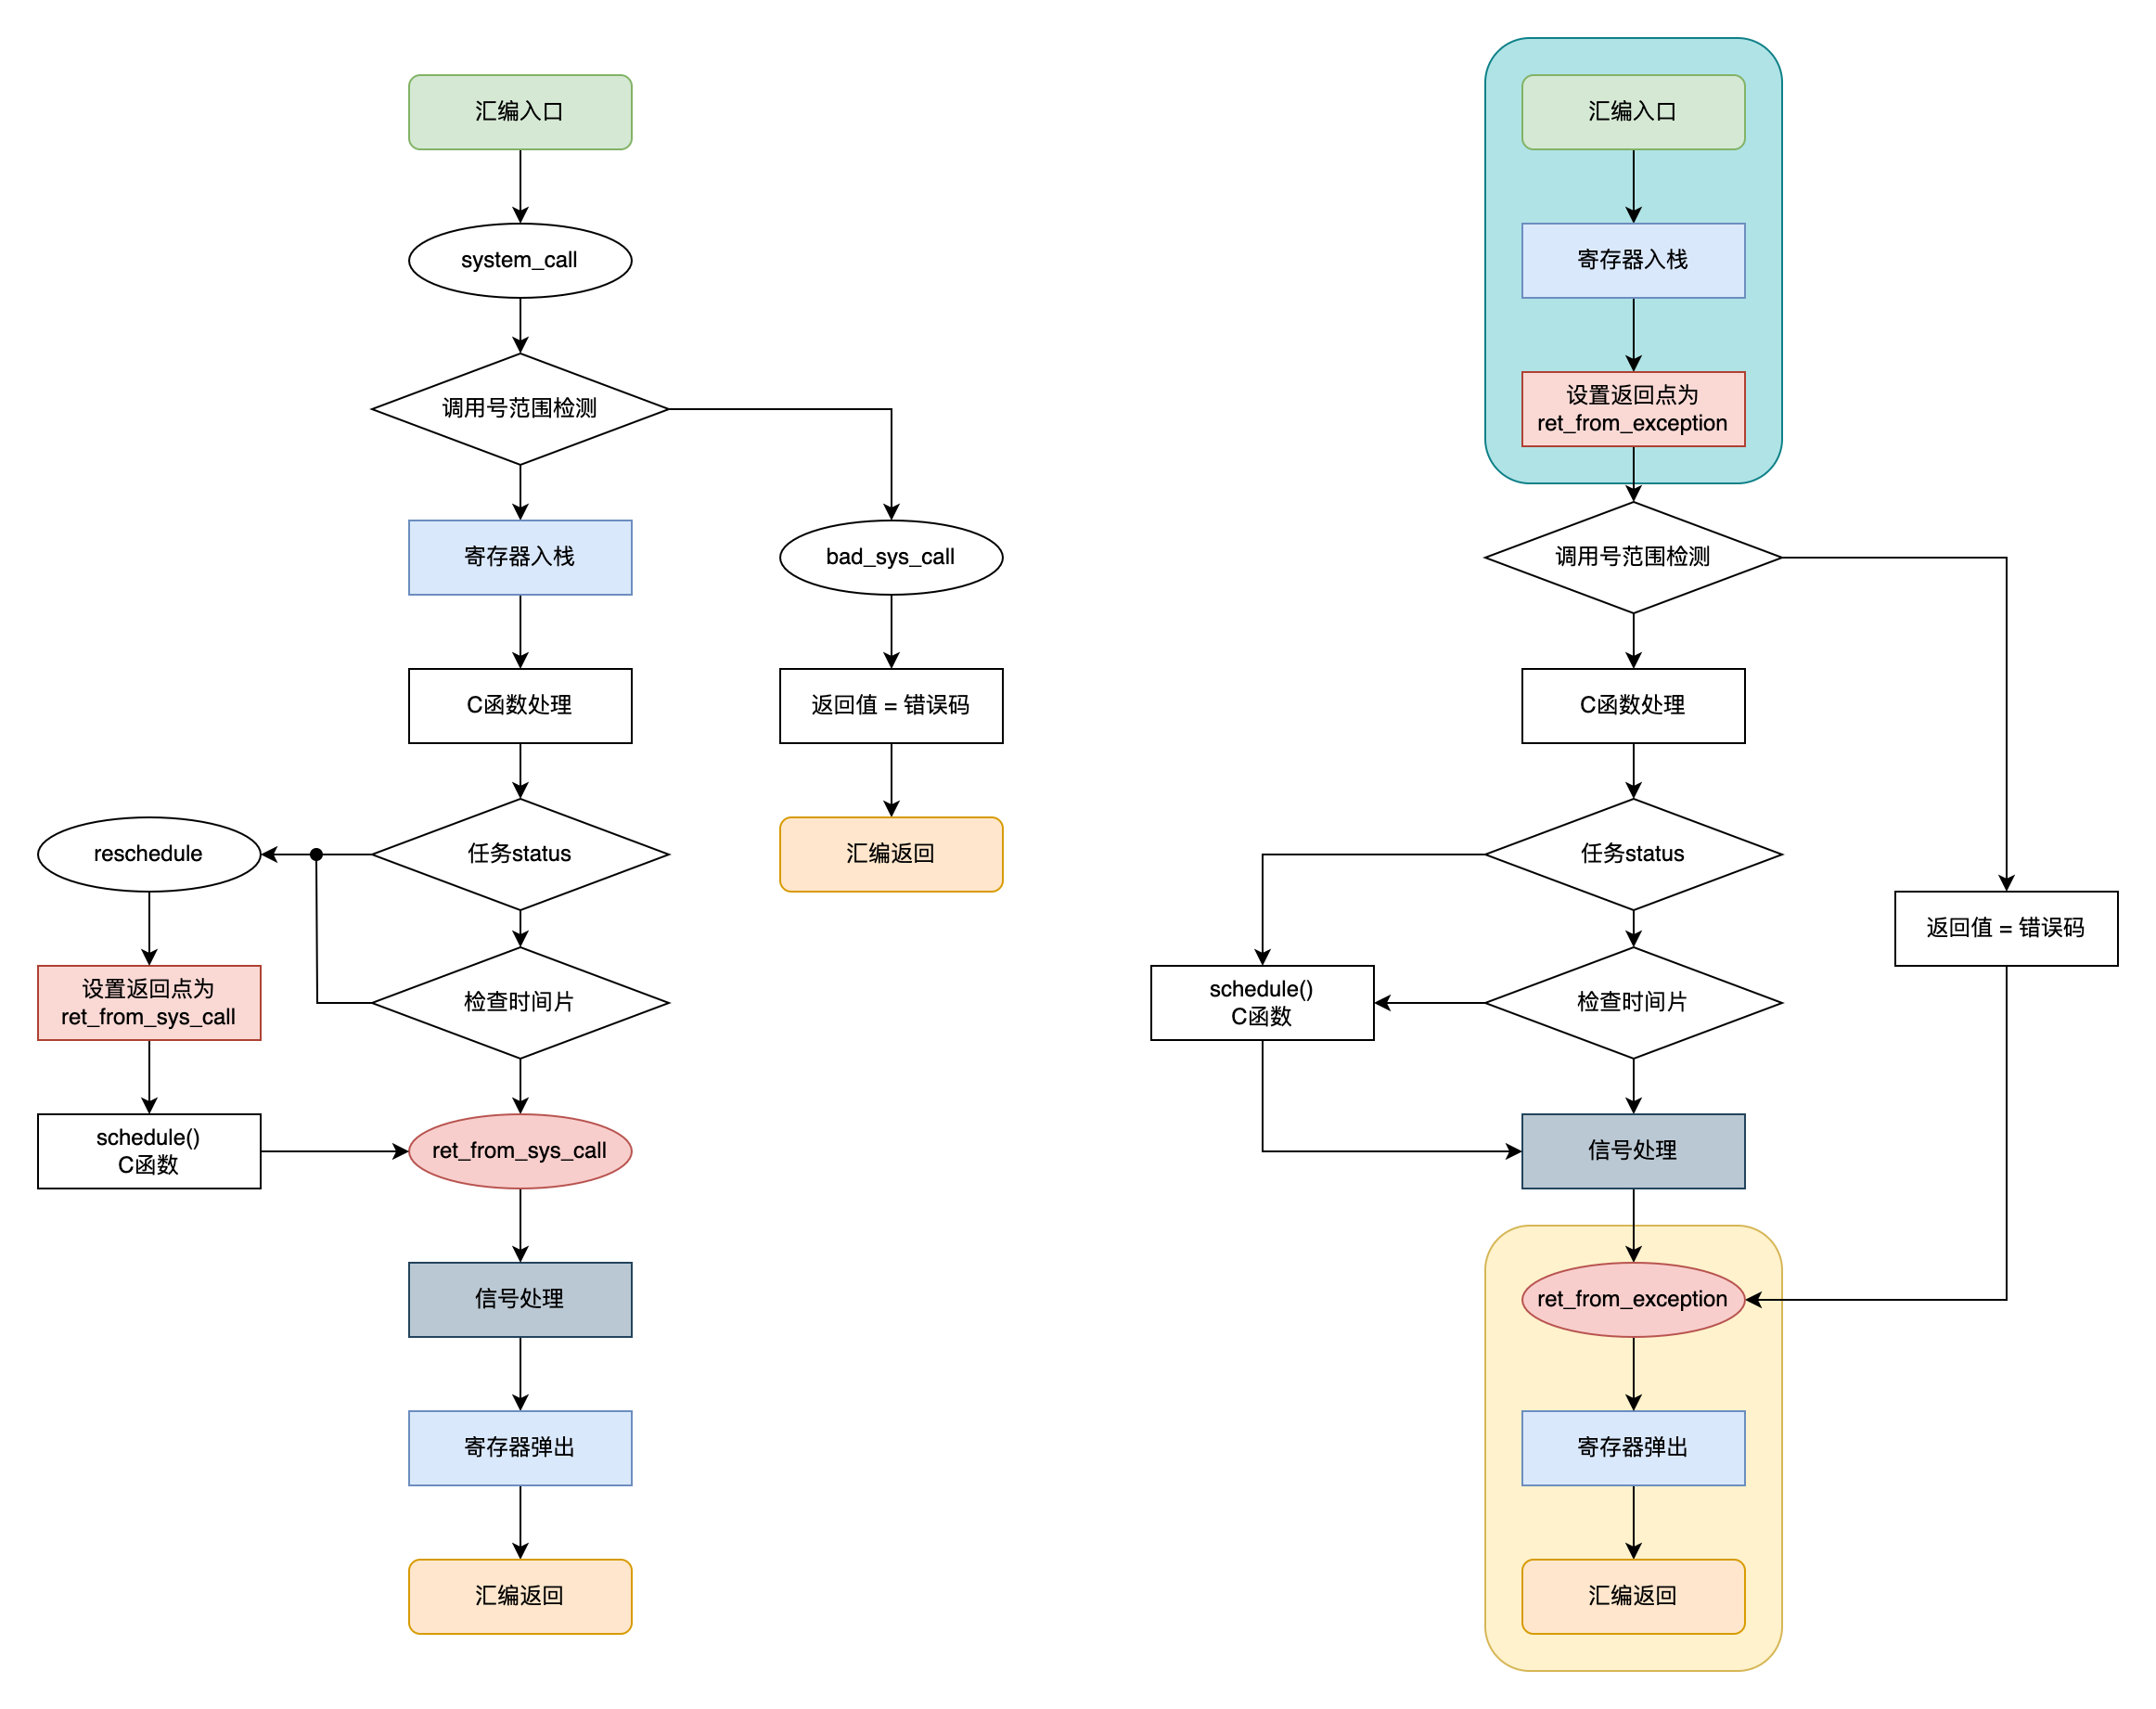 汇编入口
system_call
调用号范围检测
寄存器入栈
bad_sys_call
C函数处理
返回值 = 错误码
reschedule
任务status
汇编返回
设置返回点为
ret_from_sys_call
检查时间片
schedule()
C函数
ret_from_sys_call
信号处理
寄存器弹出
汇编返回
汇编入口
寄存器入栈
设置返回点为
ret_from_exception
调用号范围检测
C函数处理
任务status
返回值 = 错误码
schedule()
C函数
检查时间片
信号处理
ret_from_exception
寄存器弹出
汇编返回